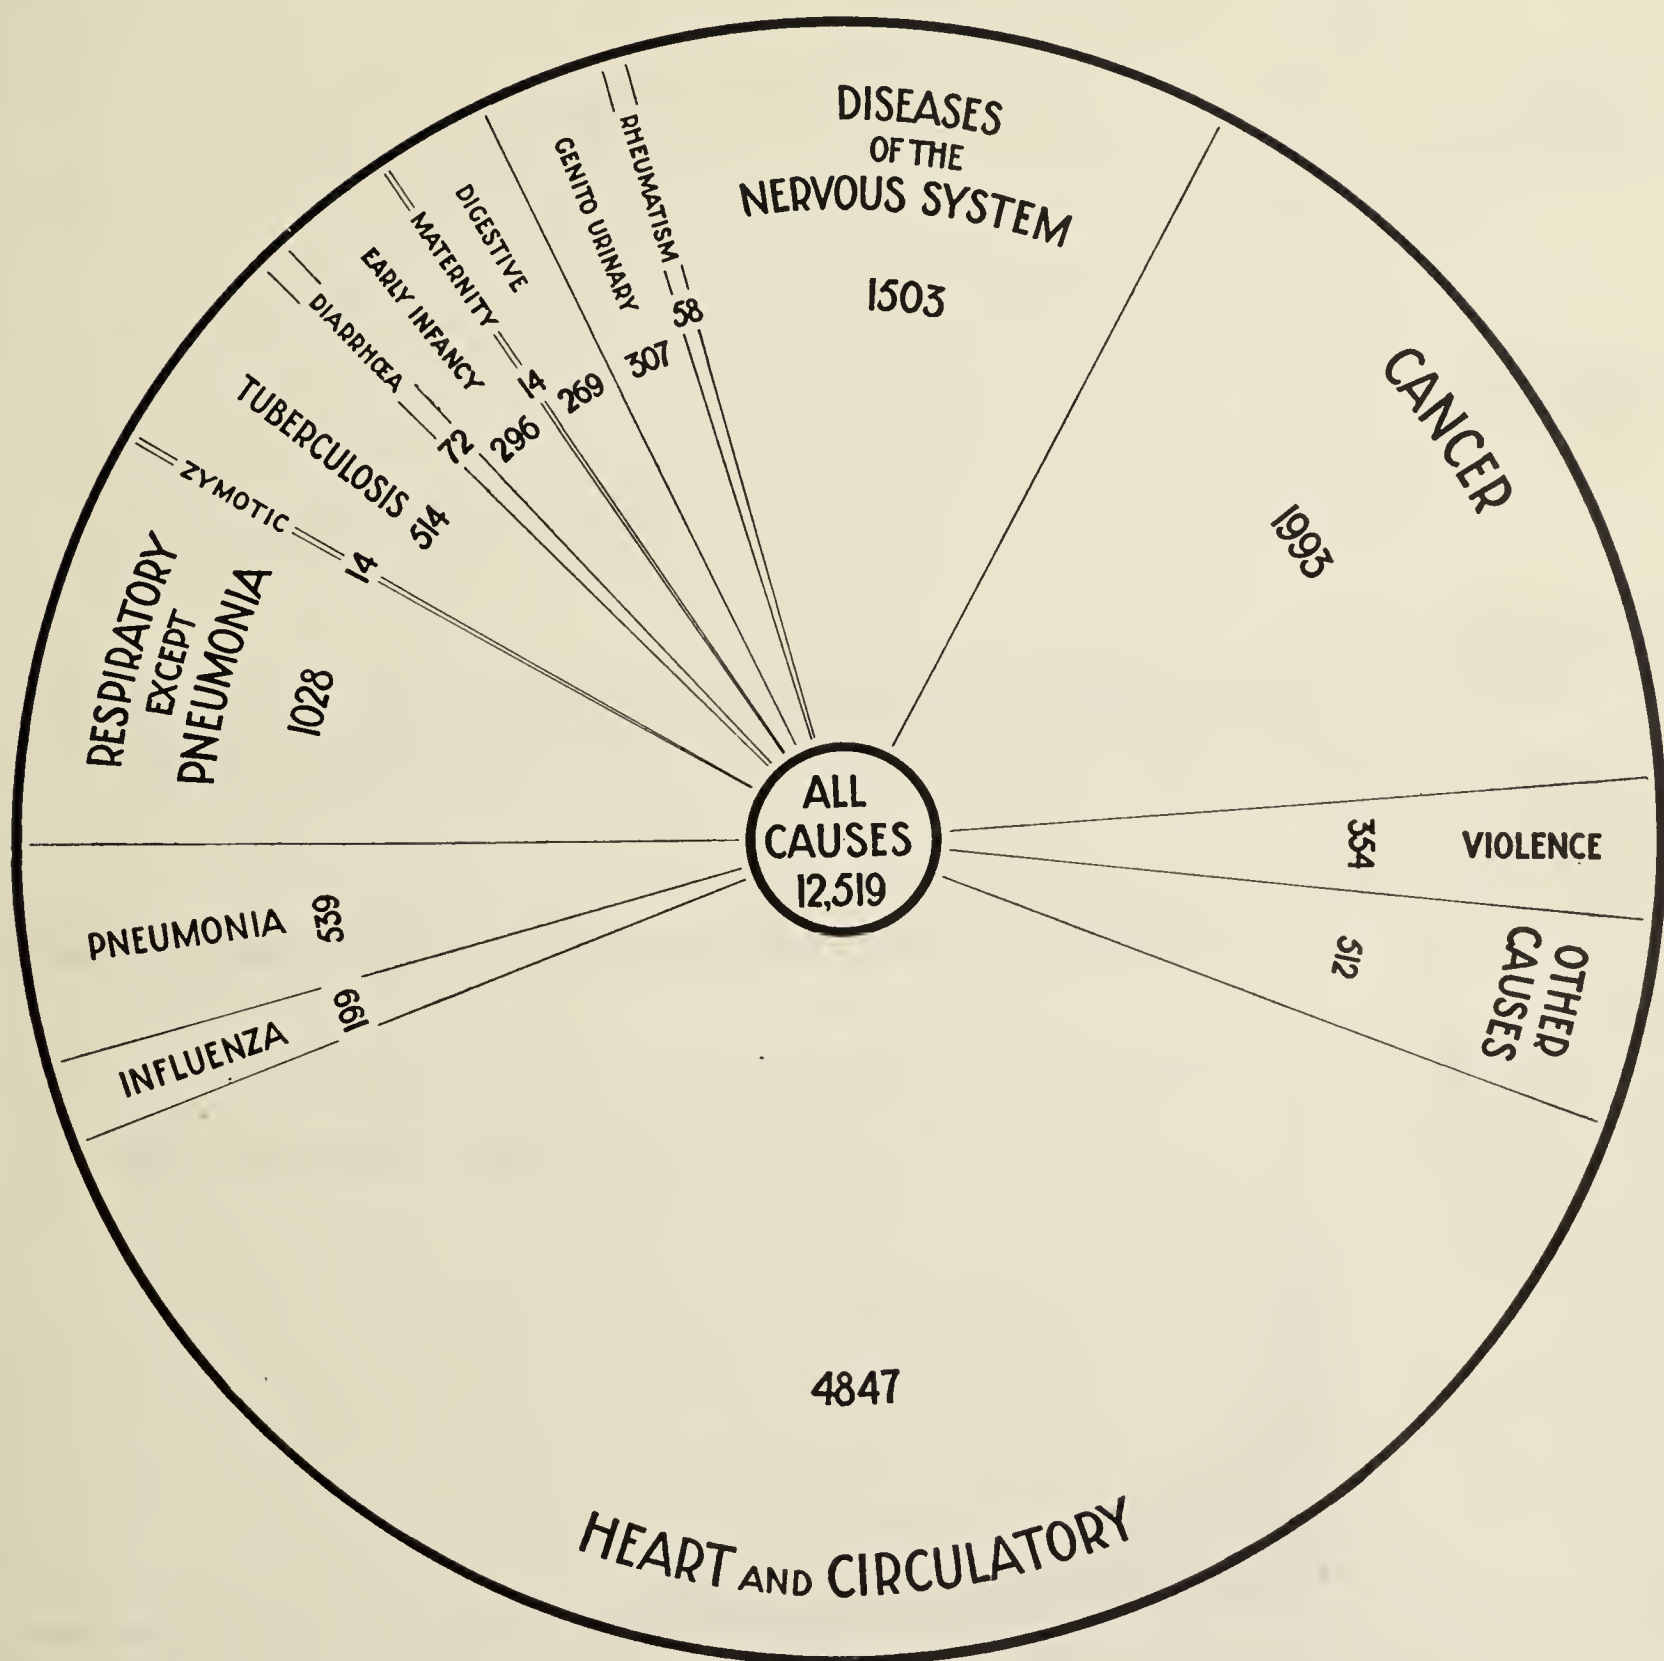 DISEASES
OF THE
NERVOUS SYSTEM
1503
CANCER
1993
VIOLENCE
354
OTHER
CAUSES
512
HEART AND CIRCULATORY
4847
INFLUENZA
199
PNEUMONIA
539
RESPIRATORY
EXCEPT
PNEUMONIA
1028
ZYMOTIC
14
TUBERCULOSIS
514
DIARRHŒA
72
EARLY INFANCY
296
MATERNITY
14
DIGESTIVE
269
GENITO URINARY
307
RHEUMATISM
58
ALL
CAUSES
12,519